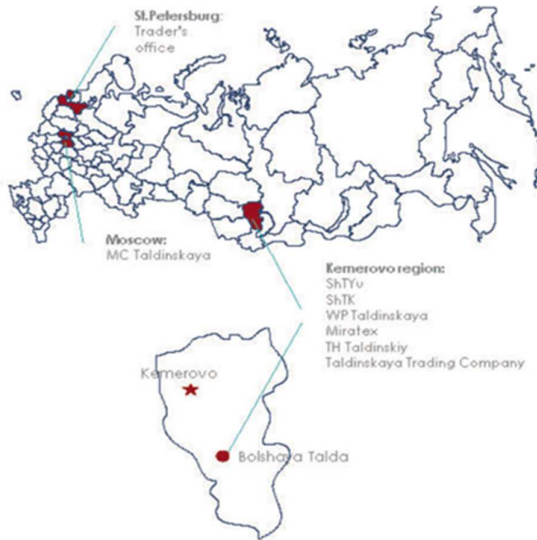 St.Petersburg:
Trader's
office
Moscow:
MC Taldinskaya
Kemerovo region:
ShTYu
ShTK
WP Taldinskaya
Miratex
TH Taldinskiy
Taldinskaya Trading Company
Kemerovo
Bolshaya Talda